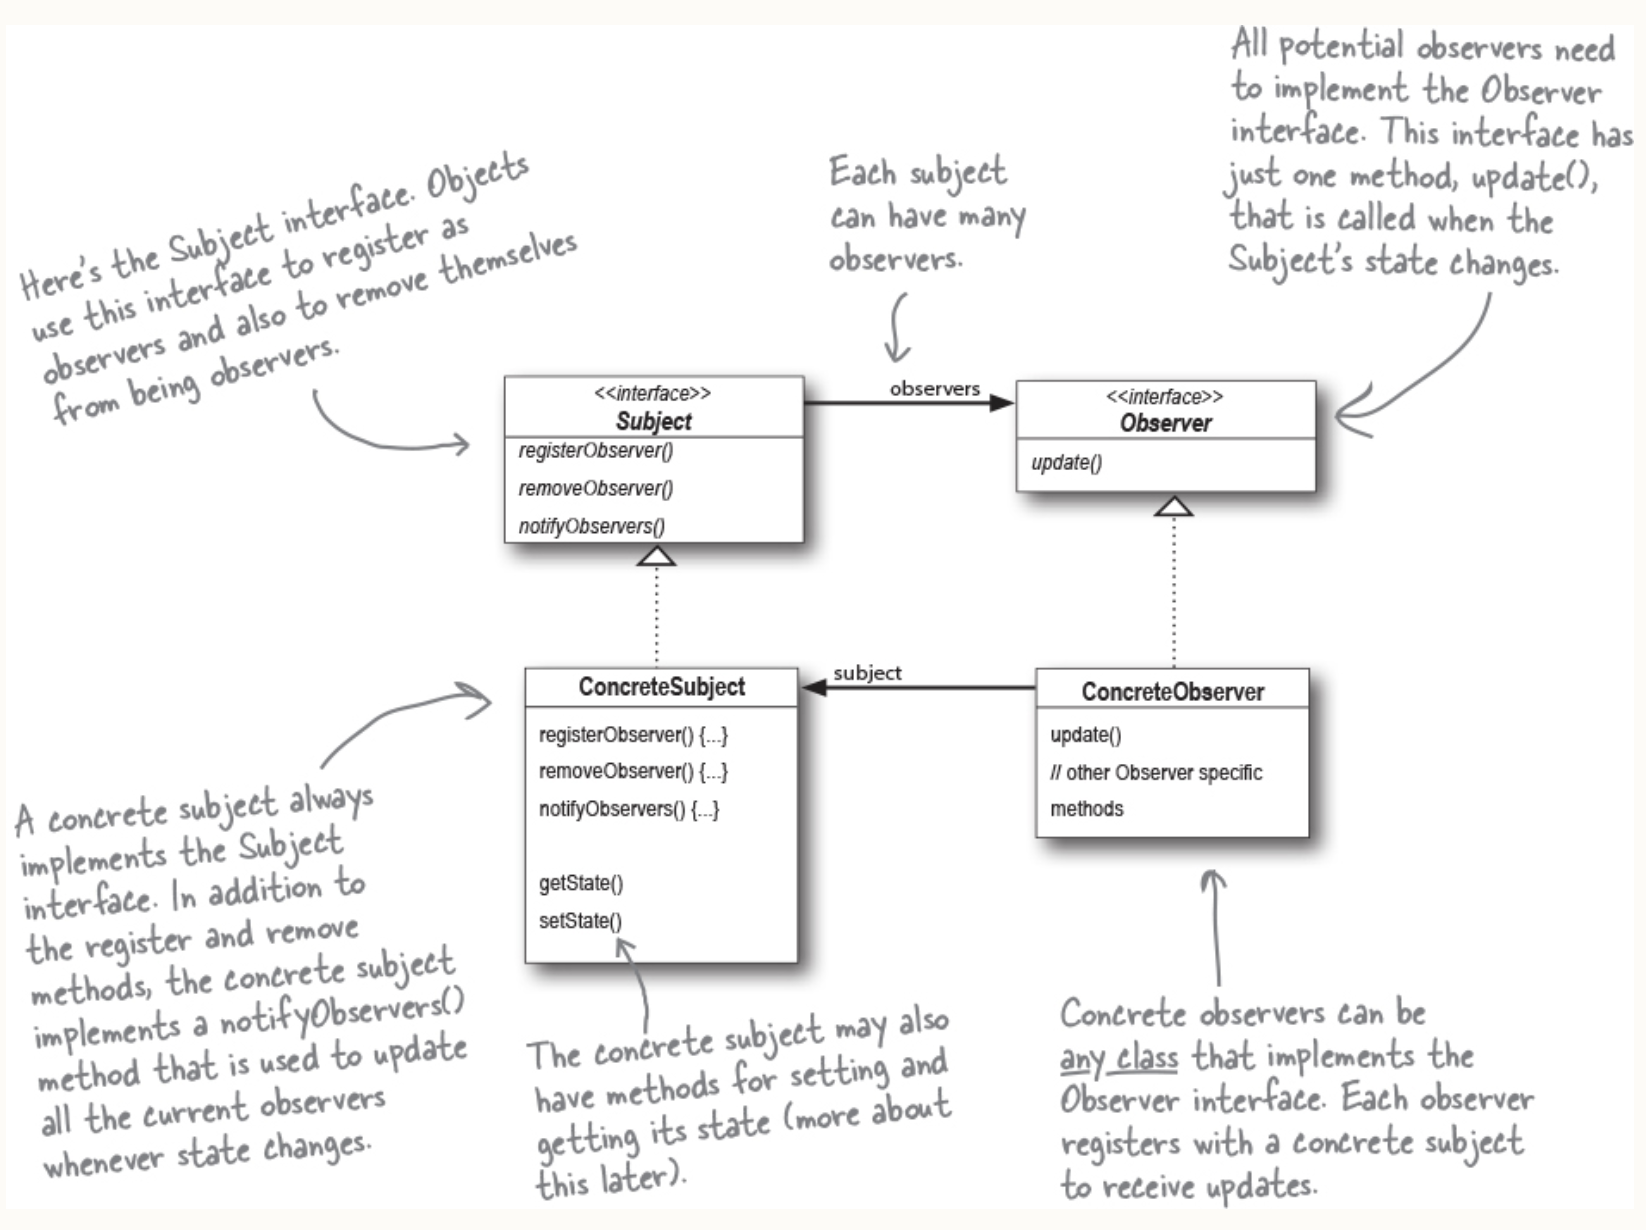 All potential observers need
to implement the Observer
interface. This interface has
just one method, update(),
that is called when the
Subject's state changes.
Each subject
can have many
observers.
Here's the Subject interface. Objects
use this interface to register as
observers and also to remove themselves
from being observers.
<<interface>>
Subject
registerObserver()
removeObserver()
notifyObservers()
observers
<<interface>>
Observer
update()
ConcreteSubject
registerObserver() {...}
removeObserver() {...}
notifyObservers() {...}
getState()
setState()
subject
ConcreteObserver
update()
// other Observer specific
methods
A concrete subject always
implements the Subject
interface. In addition to
the register and remove
methods, the concrete subject
implements a notifyObservers()
method that is used to update
all the current observers
whenever state changes.
The concrete subject may also
have methods for setting and
getting its state (more about
this later).
Concrete observers can be
any class that implements the
Observer interface. Each observer
registers with a concrete subject
to receive updates.